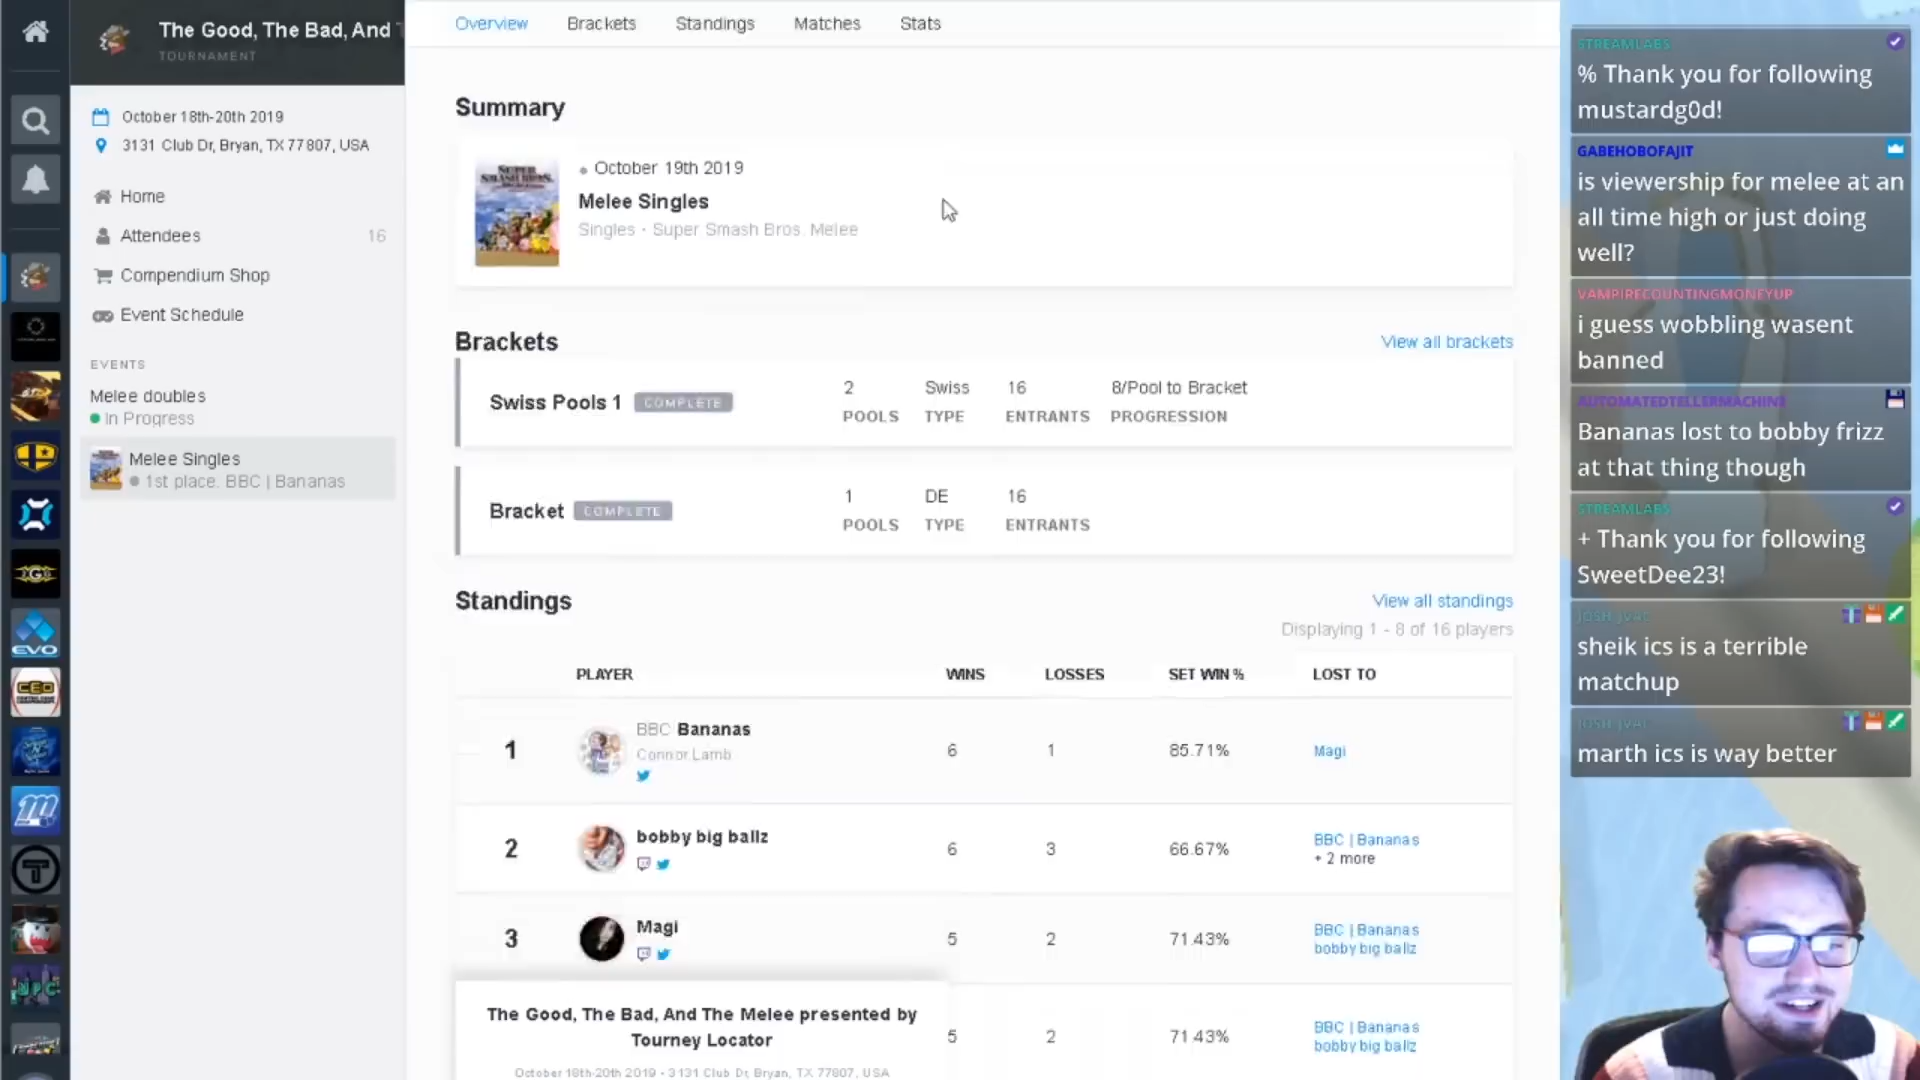 The Good, The Bad, And
TOURNAMENT
October 18th-20th 2019
3131 Club Dr, Bryan, TX 77807, USA
Home
Attendees 16
Compendium Shop
Event Schedule
EVENTS
Melee doubles
In Progress
Melee Singles
1st place. BBC | Bananas
EVO
CEO
Overview Brackets Standings Matches Stats
Summary
SUPER
SMASH BROS.
October 19th 2019
Melee Singles
Singles · Super Smash Bros. Melee
Brackets View all brackets
Swiss Pools 1 COMPLETE 2 Swiss 16 8/Pool to Bracket
POOLS TYPE ENTRANTS PROGRESSION
Bracket COMPLETE 1 DE 16
POOLS TYPE ENTRANTS
Standings View all standings
Displaying 1 - 8 of 16 players
PLAYER WINS LOSSES SET WIN % LOST TO
1 BBC Bananas 6 1 85.71% Magi
Connor Lamb
2 bobby big ballz 6 3 66.67% BBC | Bananas
+ 2 more
3 Magi 5 2 71.43% BBC | Bananas
bobby big ballz
5 2 71.43% BBC | Bananas
bobby big ballz
The Good, The Bad, And The Melee presented by
Tourney Locator
October 18th-20th 2019 - 3131 Club Dr, Bryan, TX 77807, USA
STREAMLABS
% Thank you for following
mustardg0d!
GABEHOBOFAJIT
is viewership for melee at an
all time high or just doing
well?
VAMPIRECOUNTINGMONEYUP
i guess wobbling wasent
banned
AUTOMATEDTELLERMACHINE
Bananas lost to bobby frizz
at that thing though
STREAMLABS
+ Thank you for following
SweetDee23!
sheik ics is a terrible
matchup
marth ics is way better